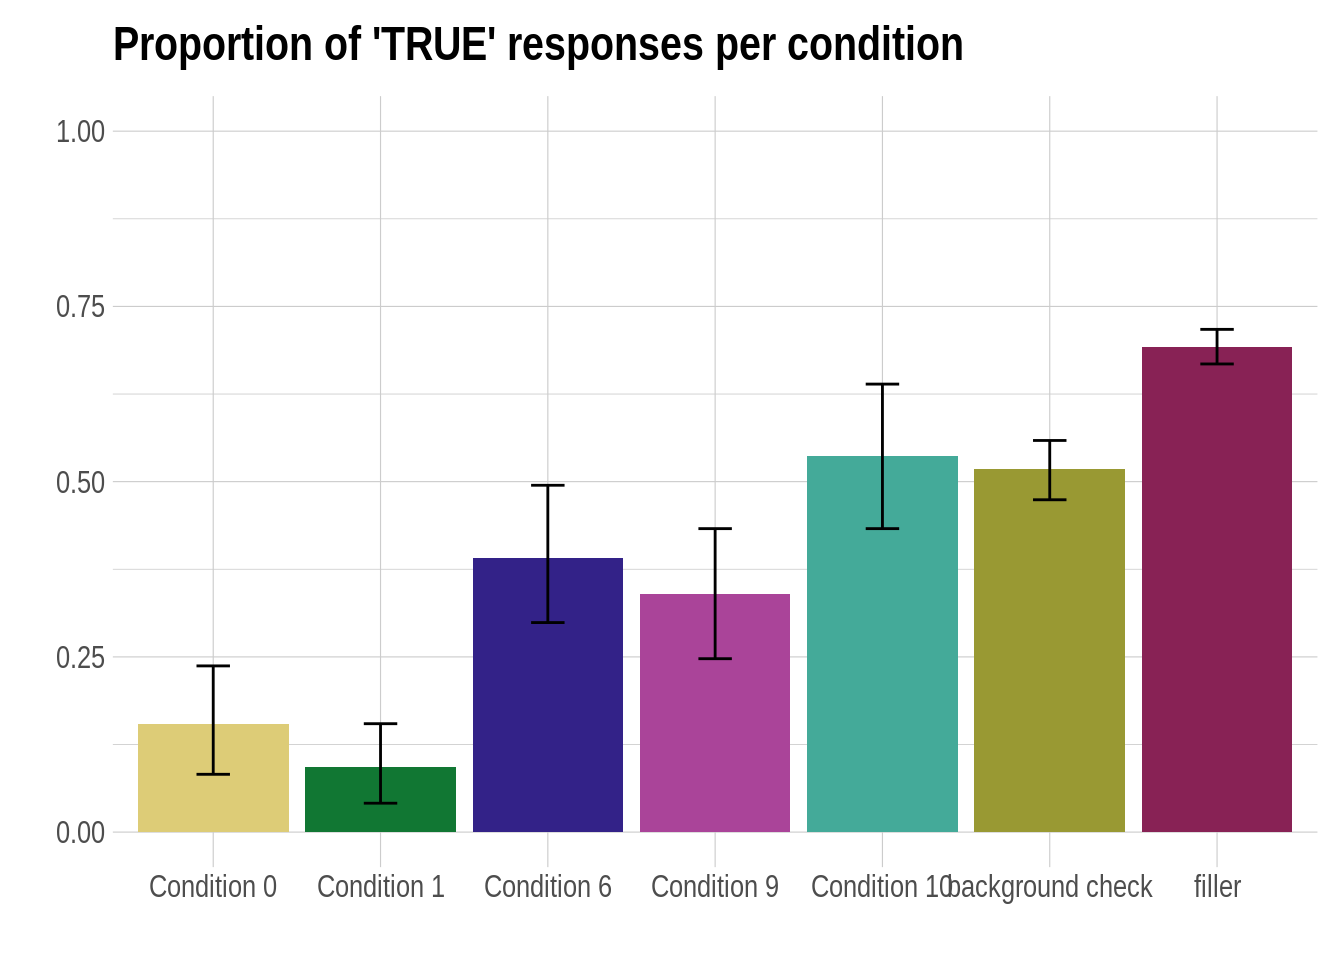 Proportion of 'TRUE' responses per condition
1.00
0.75
0.50
0.25
0.00
Condition 0
Condition 1
Condition 6
Condition 9
Condition 10
background check
filler